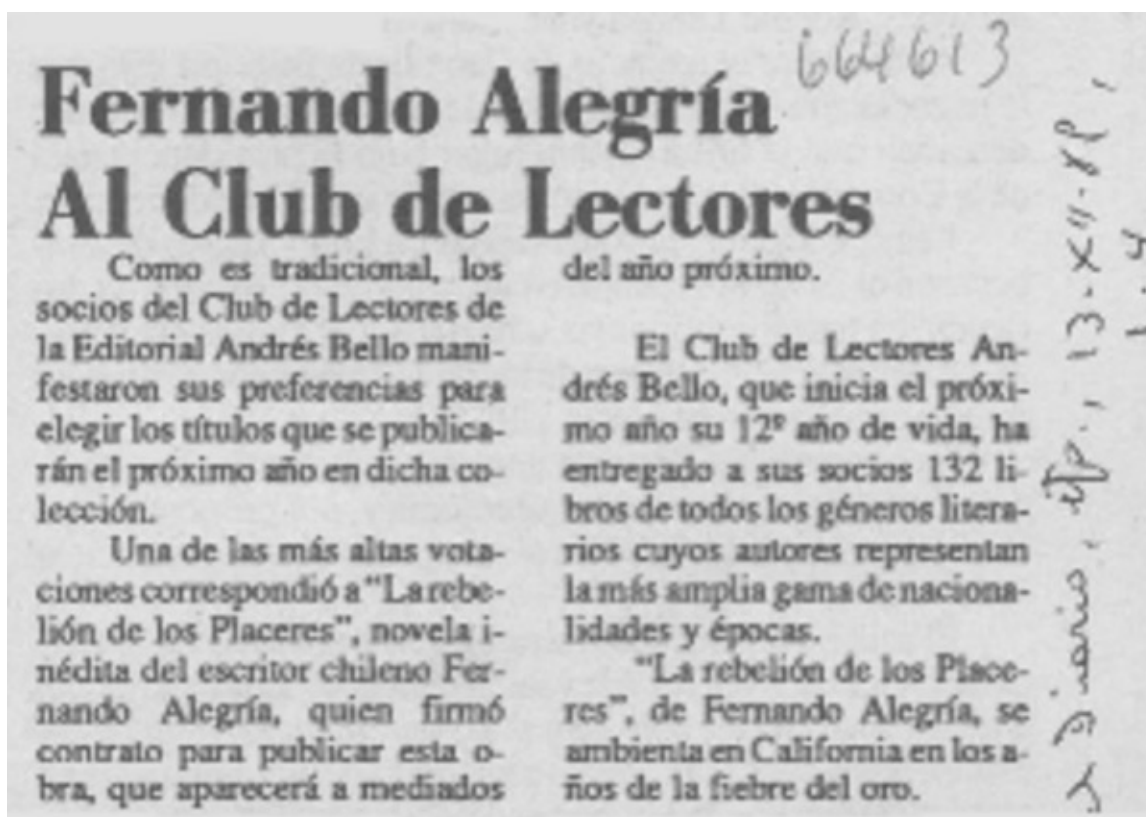 664613
Fernando Alegría
Al Club de Lectores
Como es tradicional, los
socios del Club de Lectores de
la Editorial Andrés Bello mani-
festaron sus preferencias para
elegir los títulos que se publica-
rán el próximo año en dicha co-
lección.
Una de las más altas vota-
ciones correspondió a “La rebe-
lión de los Placeres”, novela i-
nédita del escritor chileno Fer-
nando Alegría, quien firmó
contrato para publicar esta o-
bra, que aparecerá a mediados
del año próximo.
El Club de Lectores An-
drés Bello, que inicia el próxi-
mo año su 12º año de vida, ha
entregado a sus socios 132 li-
bros de todos los géneros litera-
rios cuyos autores representan
la más amplia gama de naciona-
lidades y épocas.
“La rebelión de los Place-
res”, de Fernando Alegría, se
ambienta en California en los a-
ños de la fiebre del oro.
Diario
13-XII-